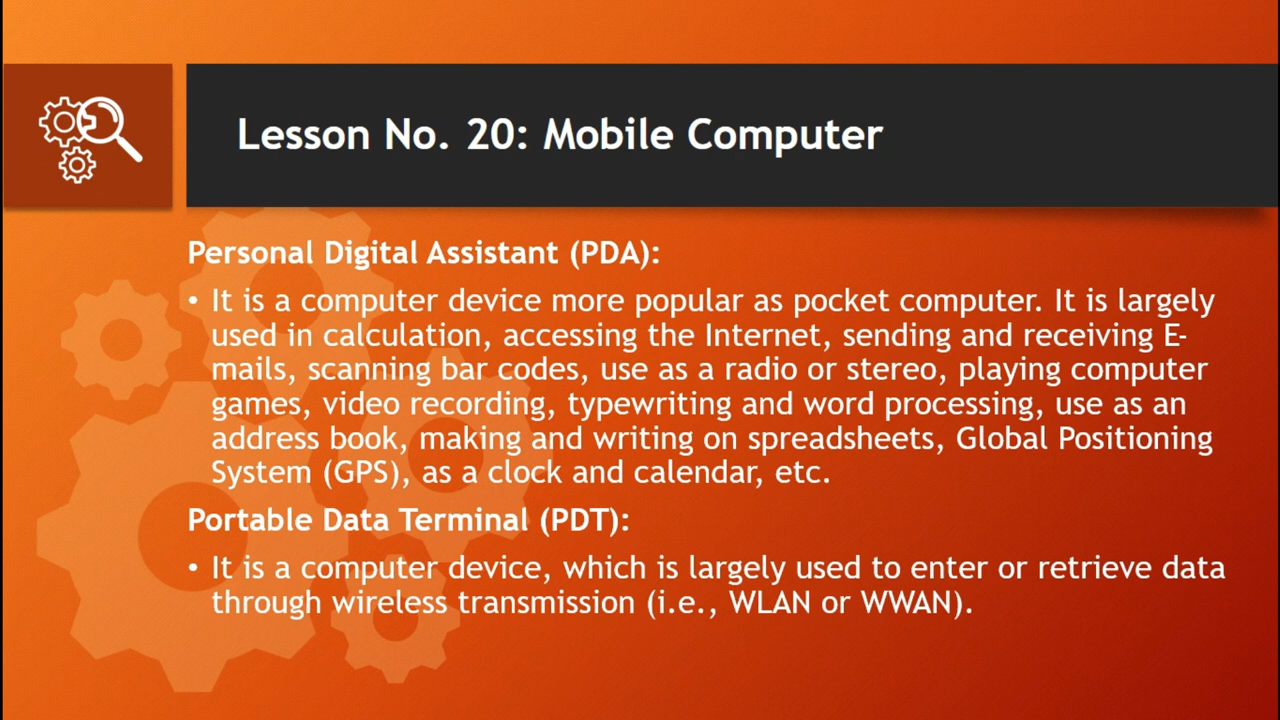 Lesson No. 20: Mobile Computer
Personal Digital Assistant (PDA):
• It is a computer device more popular as pocket computer. It is largely
used in calculation, accessing the Internet, sending and receiving E-
mails, scanning bar codes, use as a radio or stereo, playing computer
games, video recording, typewriting and word processing, use as an
address book, making and writing on spreadsheets, Global Positioning
System (GPS), as a clock and calendar, etc.
Portable Data Terminal (PDT):
• It is a computer device, which is largely used to enter or retrieve data
through wireless transmission (i.e., WLAN or WWAN).